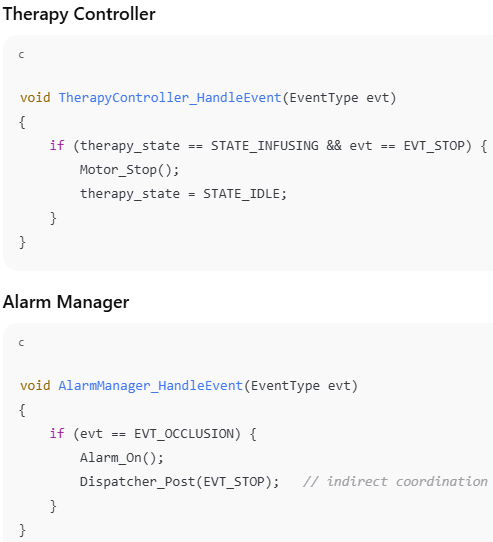 Therapy Controller
c
void TherapyController_HandleEvent(EventType evt)
{
    if (therapy_state == STATE_INFUSING && evt == EVT_STOP) {
        Motor_Stop();
        therapy_state = STATE_IDLE;
    }
}
Alarm Manager
c
void AlarmManager_HandleEvent(EventType evt)
{
    if (evt == EVT_OCCLUSION) {
        Alarm_On();
        Dispatcher_Post(EVT_STOP);   // indirect coordination
    }
}